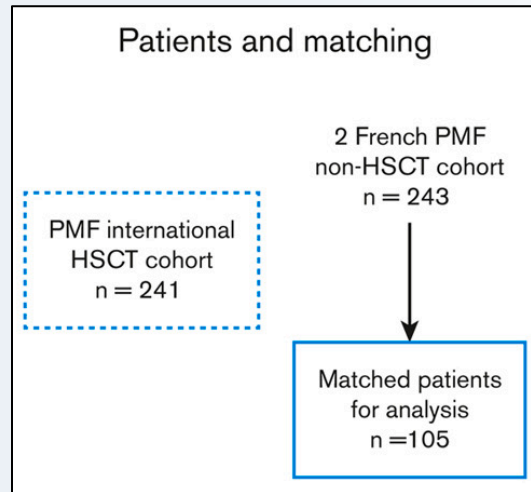 Patients and matching
2 French PMF
non-HSCT cohort
n = 243
PMF international
HSCT cohort
n = 241
Matched patients
for analysis
n =105